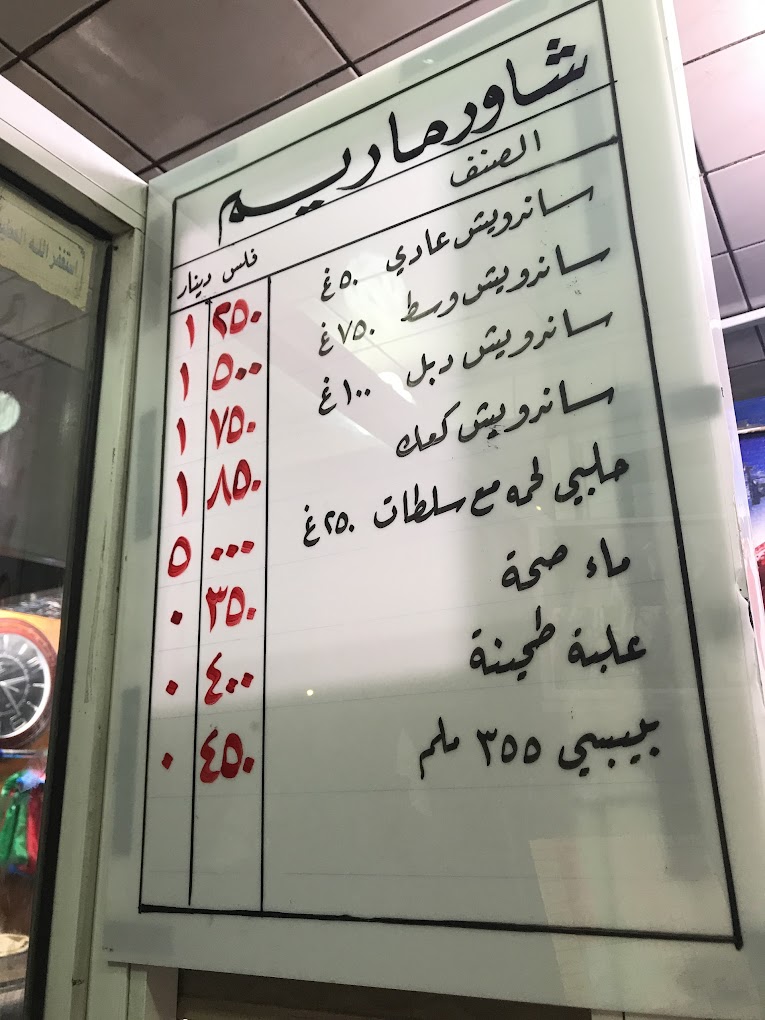 شاورما ريم
الصنف فلس دينار
ساندويش عادي ٥٠غ ٢٥٠ ١
ساندويش وسط ٧٥٠غ ٥٠٠ ١
ساندويش دبل ١٠٠غ ٧٥٠ ١
ساندويش كعك ٨٥٠ ١
حلبي لحمه مع سلطات ٢٥٠غ ٠٠٠ ٥
ماء صحة ٣٥٠ ٠
علبة طحينة ٤٠٠ ٠
بيبسي ٣٥٥ ملم ٤٥٠ ٠
استغفر الله العظيم